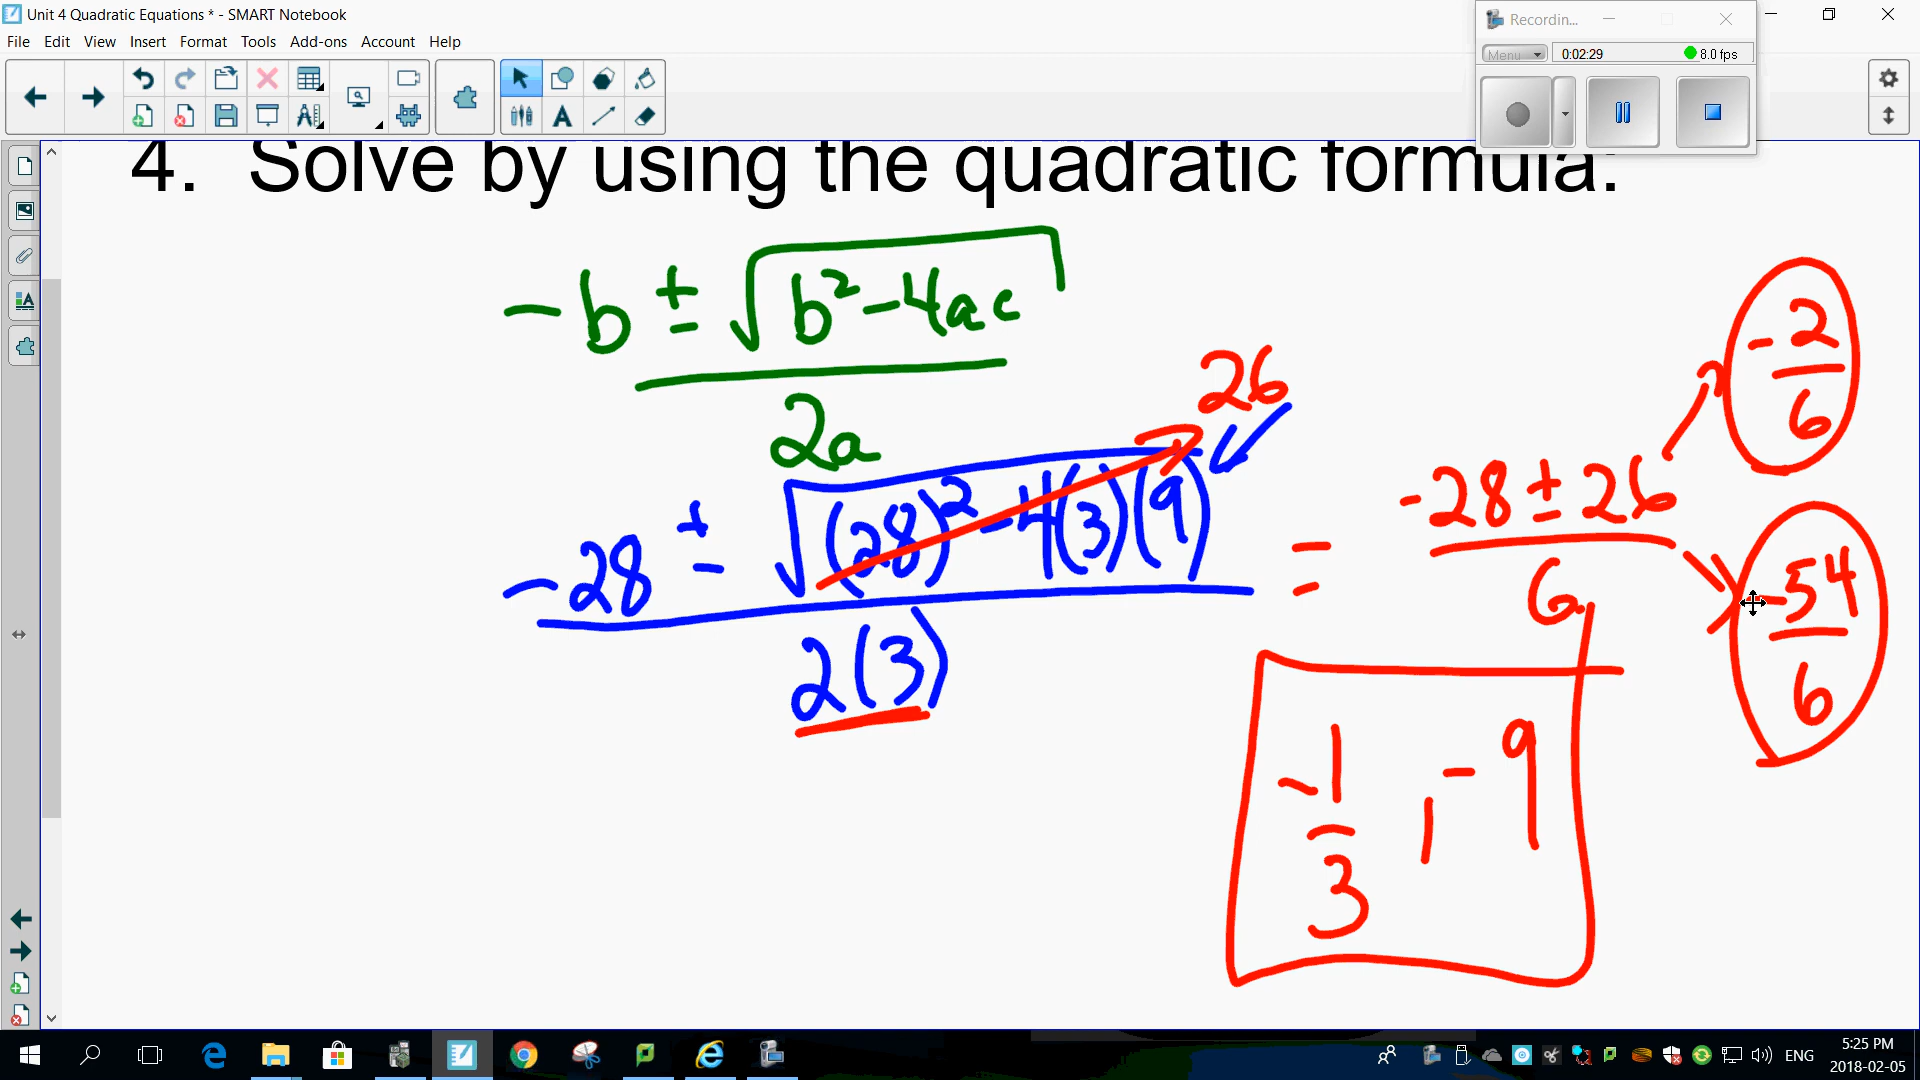 Unit 4 Quadratic Equations * - SMART Notebook
Recordin...
File Edit View Insert Format Tools Add-ons Account Help
Menu 0:02:29 8.0 fps
4. Solve by using the quadratic formula.
-b ± √b²-4ac
2a
26
-28 ± √(28)²-4(3)(9)
2(3)
=
-28 ± 26
6
-2
6
-54
6
-1
3
, -9
ENG
5:25 PM
2018-02-05